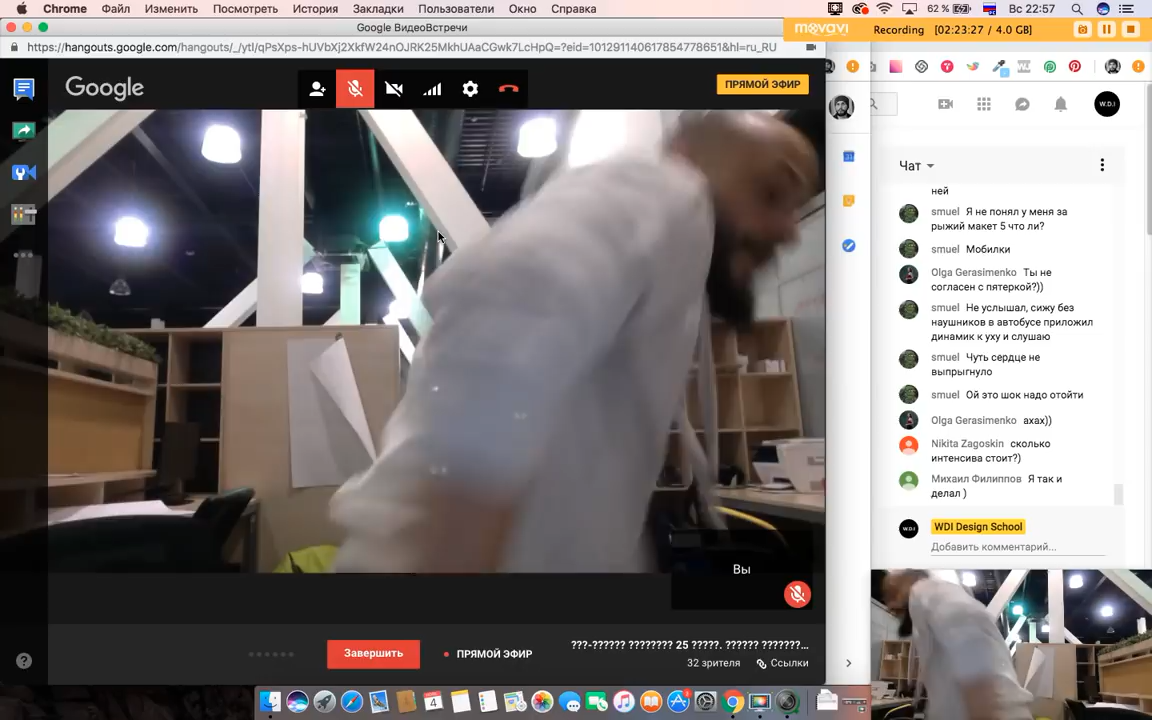 Chrome Файл Изменить Посмотреть История Закладки Пользователи Окно Справка 62 % Вс 22:57
Google ВидеоВстречи
movavi Recording (02:23:27 / 4.0 GB)
https://hangouts.google.com/hangouts/_/ytl/qPsXps-hUVbXj2XkfW24nOJRK25MkhUAaCGwk7LcHpQ=?eid=101291140617854778651&hl=ru_RU
Google ПРЯМОЙ ЭФИР
W.D.I
Чат
ней
smuel Я не понял у меня за
рыжий макет 5 что ли?
smuel Мобилки
Olga Gerasimenko Ты не
согласен с пятеркой?))
smuel Не услышал, сижу без
наушников в автобусе приложил
динамик к уху и слушаю
smuel Чуть сердце не
выпрыгнуло
smuel Ой это шок надо отойти
Olga Gerasimenko ахах))
Nikita Zagoskin сколько
интенсива стоит?)
Михаил Филиппов Я так и
делал )
W.D.I WDI Design School
Добавить комментарий...
Вы
Завершить
ПРЯМОЙ ЭФИР
???-?????? ???????? 25 ?????. ?????? ???????...
32 зрителя Ссылки
4